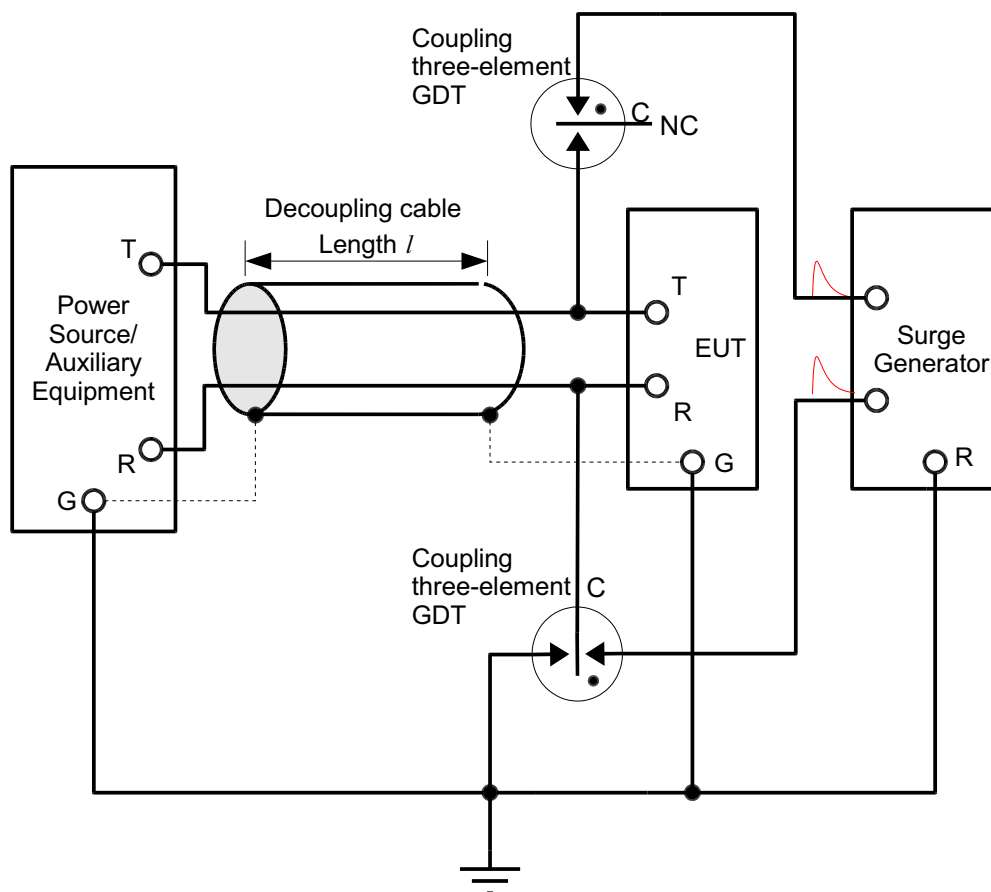 Coupling
three-element
GDT
C
NC
Decoupling cable
Length l
T
Power
Source/
Auxiliary
Equipment
R
G
T
EUT
R
G
Surge
Generator
R
Coupling
three-element
GDT
C